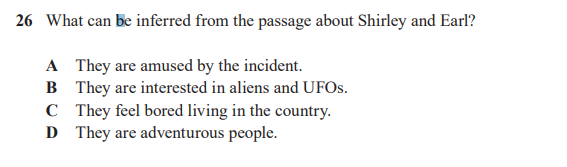 26 What can be inferred from the passage about Shirley and Earl?
A They are amused by the incident.
B They are interested in aliens and UFOs.
C They feel bored living in the country.
D They are adventurous people.